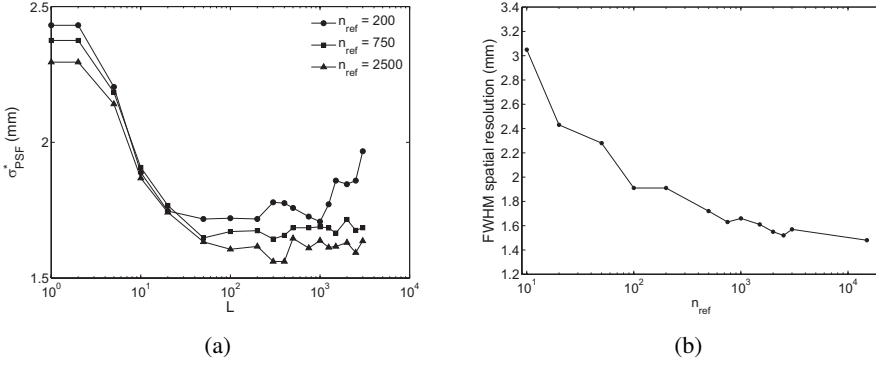 2.5
2
1.5
σ*PSF (mm)
n_ref = 200
n_ref = 750
n_ref = 2500
10^0
10^1
10^2
10^3
10^4
L
(a)
3.4
3.2
3
2.8
2.6
2.4
2.2
2
1.8
1.6
1.4
1.2
FWHM spatial resolution (mm)
10^1
10^2
10^3
10^4
n_ref
(b)